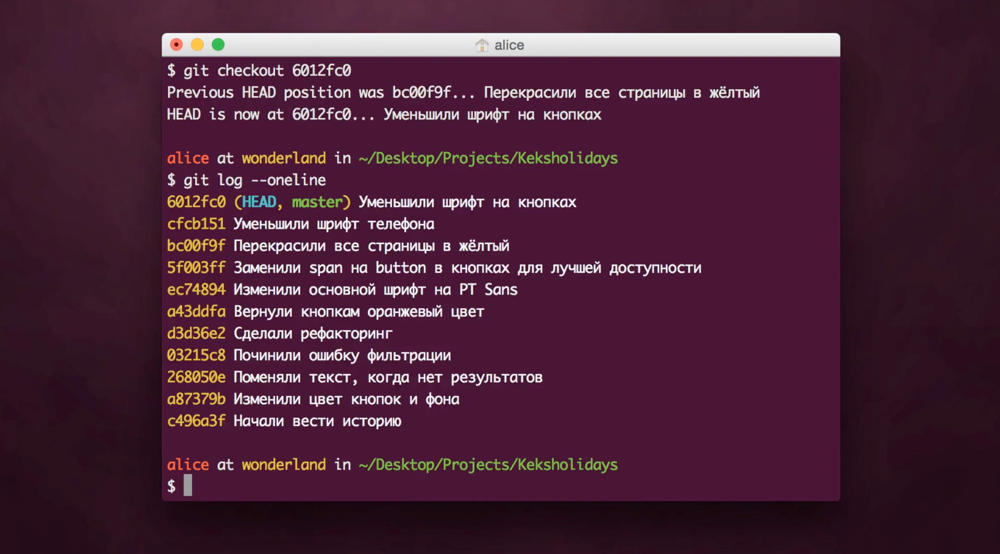 alice
$ git checkout 6012fc0
Previous HEAD position was bc00f9f... Перекрасили все страницы в жёлтый
HEAD is now at 6012fc0... Уменьшили шрифт на кнопках
alice at wonderland in ~/Desktop/Projects/Keksholidays
$ git log --oneline
6012fc0 (HEAD, master) Уменьшили шрифт на кнопках
cfcb151 Уменьшили шрифт телефона
bc00f9f Перекрасили все страницы в жёлтый
5f003ff Заменили span на button в кнопках для лучшей доступности
ec74894 Изменили основной шрифт на PT Sans
a43ddfa Вернули кнопкам оранжевый цвет
d3d36e2 Сделали рефакторинг
03215c8 Починили ошибку фильтрации
268050e Поменяли текст, когда нет результатов
a87379b Изменили цвет кнопок и фона
c496a3f Начали вести историю
alice at wonderland in ~/Desktop/Projects/Keksholidays
$